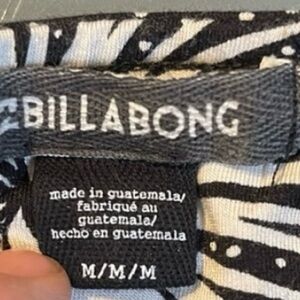 BILLABONG
made in guatemala/
fabriqué au
guatemala/
hecho en guatemala
M/M/M